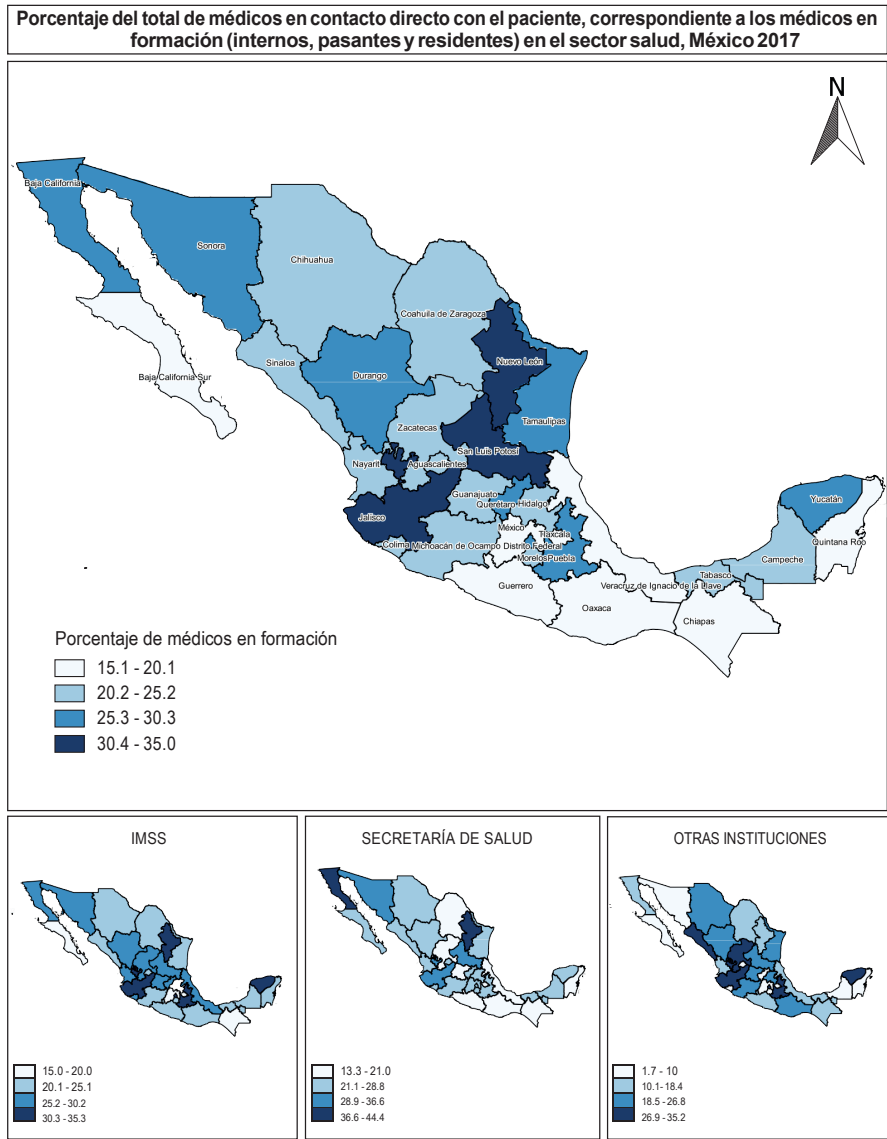 Porcentaje del total de médicos en contacto directo con el paciente, correspondiente a los médicos en
formación (internos, pasantes y residentes) en el sector salud, México 2017
N
Baja California
Sonora
Chihuahua
Coahuila de Zaragoza
Nuevo León
Sinaloa
Durango
Baja California Sur
Tamaulipas
Zacatecas
San Luis Potosí
Nayarit
Aguascalientes
Guanajuato
Querétaro
Hidalgo
Yucatán
Jalisco
México
Tlaxcala
Quintana Roo
Colima
Michoacán de Ocampo
Distrito Federal
Morelos
Puebla
Campeche
Tabasco
Guerrero
Veracruz de Ignacio de la Llave
Oaxaca
Chiapas
Porcentaje de médicos en formación
15.1 - 20.1
20.2 - 25.2
25.3 - 30.3
30.4 - 35.0
IMSS
15.0 - 20.0
20.1 - 25.1
25.2 - 30.2
30.3 - 35.3
SECRETARÍA DE SALUD
13.3 - 21.0
21.1 - 28.8
28.9 - 36.6
36.6 - 44.4
OTRAS INSTITUCIONES
1.7 - 10
10.1 - 18.4
18.5 - 26.8
26.9 - 35.2